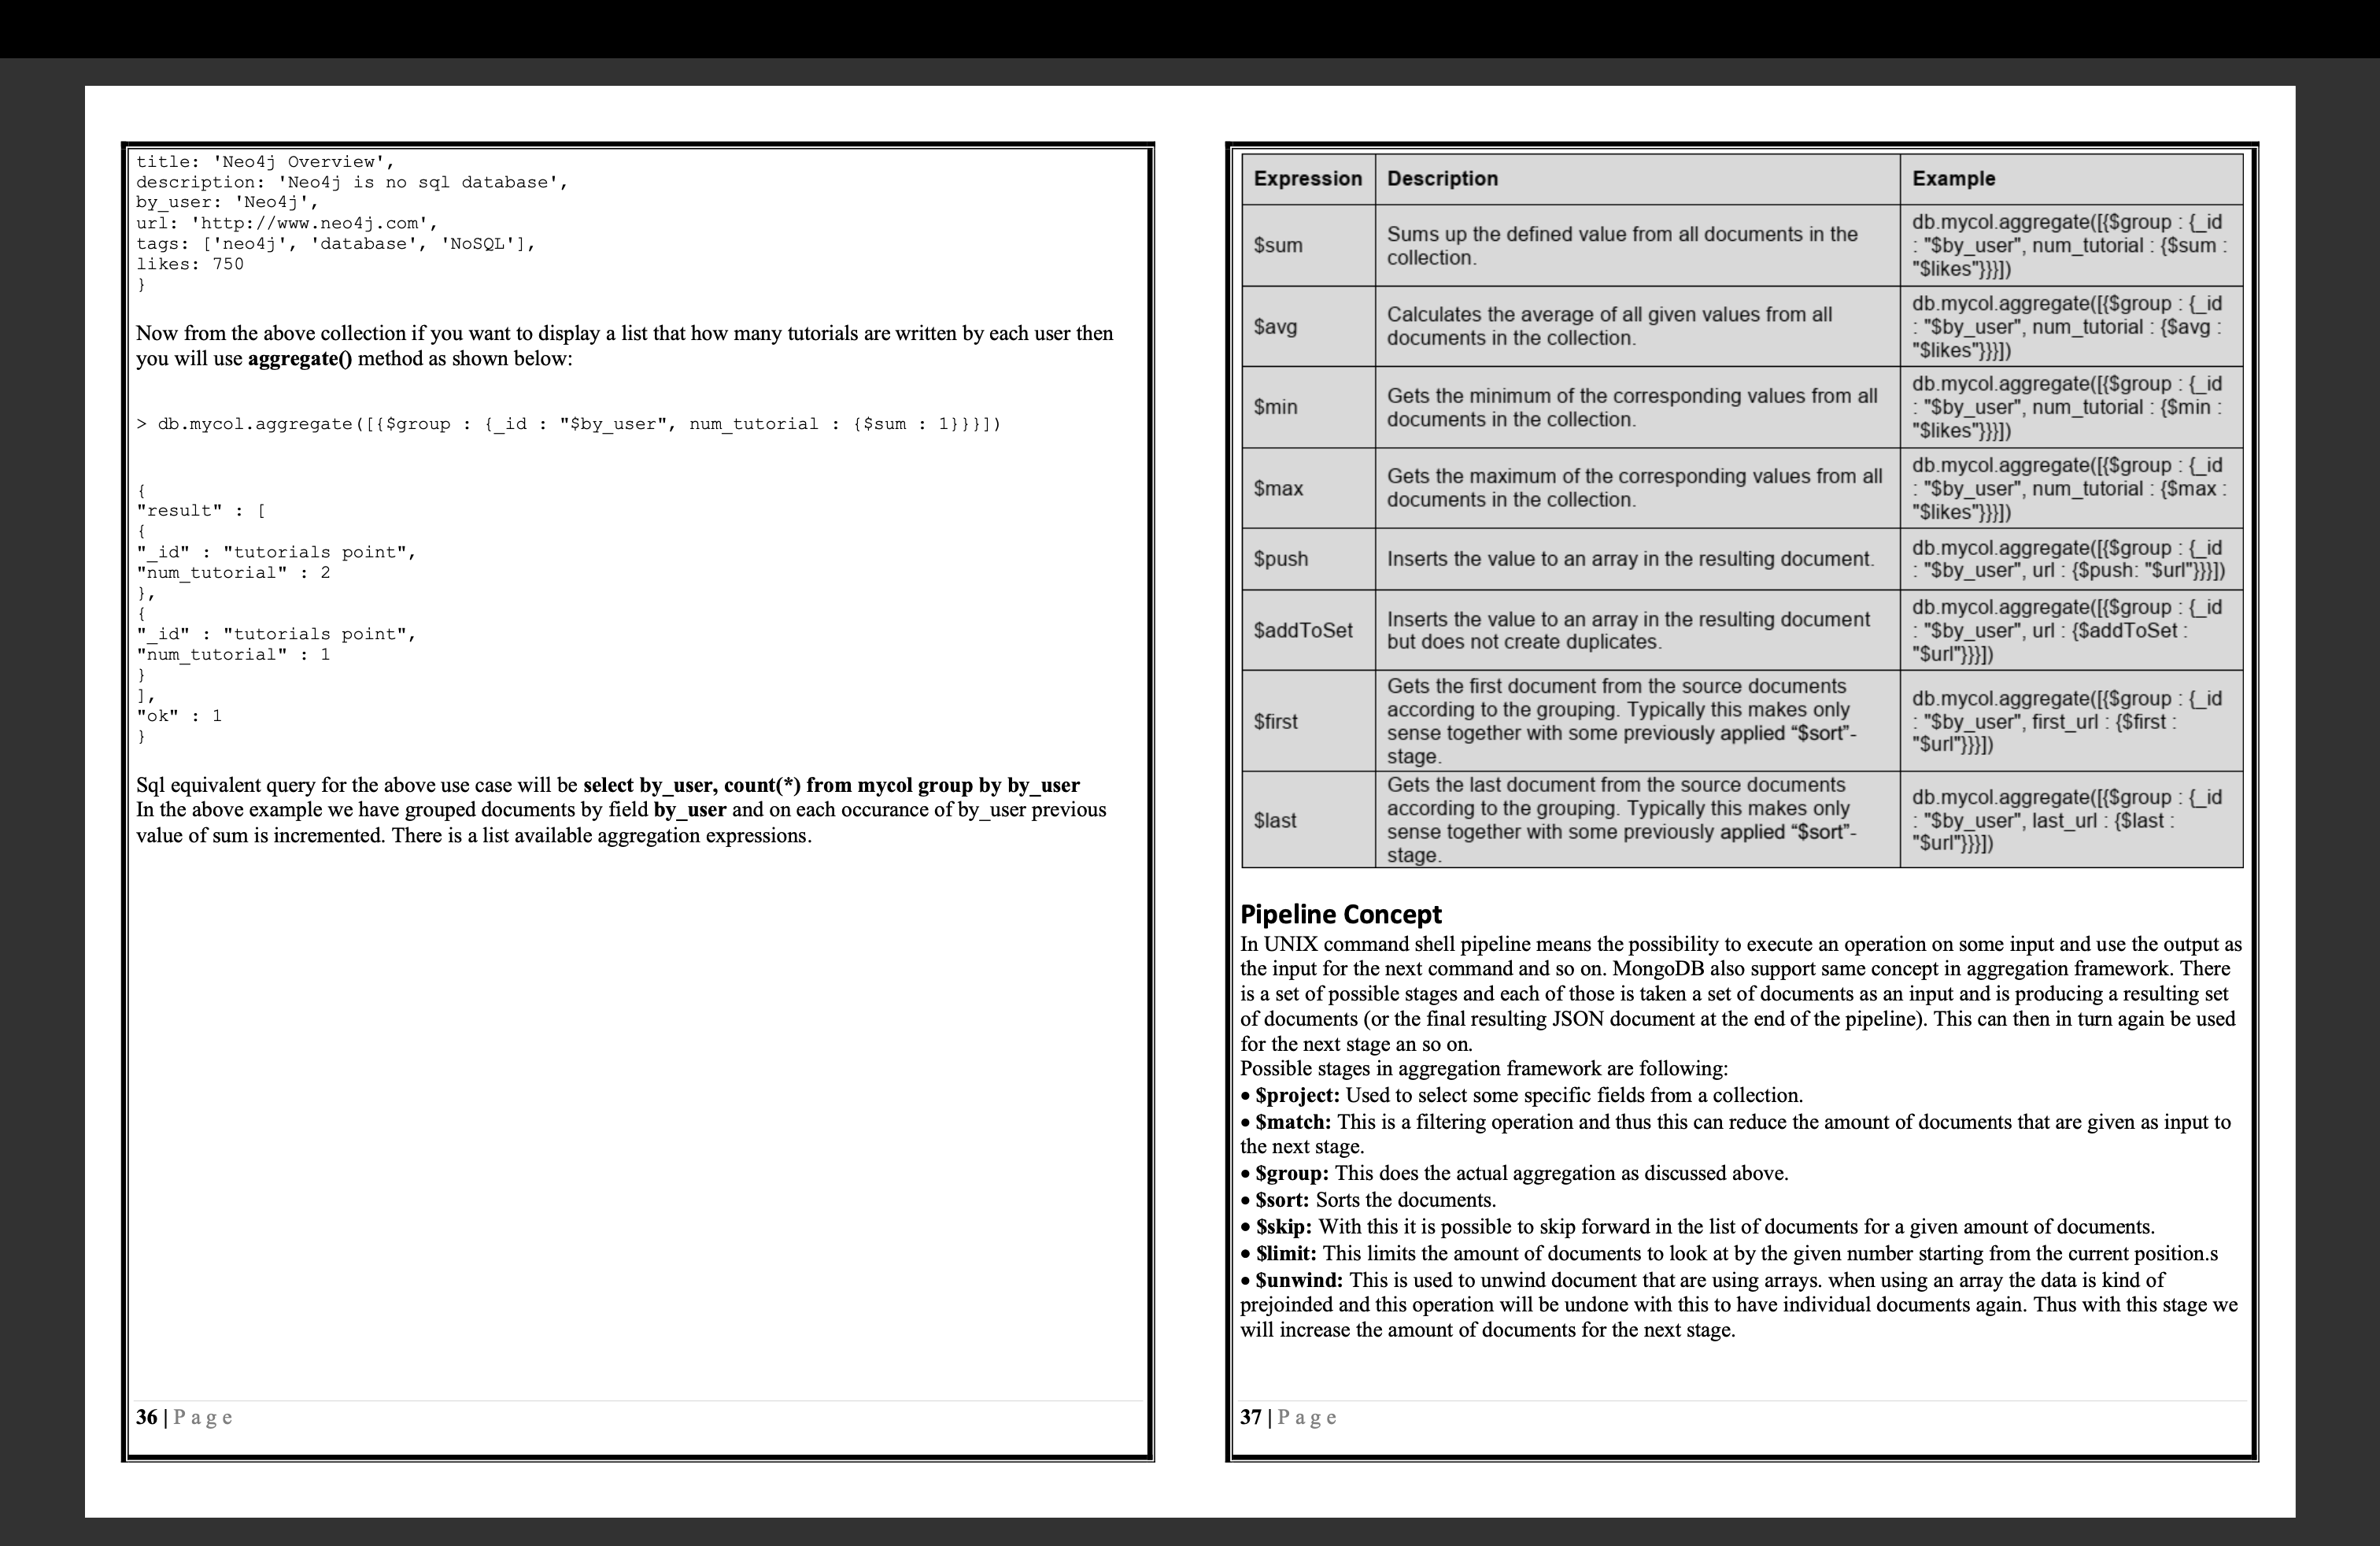 title: 'Neo4j Overview',
description: 'Neo4j is no sql database',
by_user: 'Neo4j',
url: 'http://www.neo4j.com',
tags: ['neo4j', 'database', 'NoSQL'],
likes: 750
}
Now from the above collection if you want to display a list that how many tutorials are written by each user then
you will use aggregate() method as shown below:
> db.mycol.aggregate([{$group : {_id : "$by_user", num_tutorial : {$sum : 1}}}])
{
"result" : [
{
"_id" : "tutorials point",
"num_tutorial" : 2
},
{
"_id" : "tutorials point",
"num_tutorial" : 1
}
],
"ok" : 1
}
Sql equivalent query for the above use case will be select by_user, count(*) from mycol group by by_user
In the above example we have grouped documents by field by_user and on each occurance of by_user previous
value of sum is incremented. There is a list available aggregation expressions.
36 | P a g e
Expression Description Example
$sum
Sums up the defined value from all documents in the
collection.
db.mycol.aggregate([{$group : {_id
: "$by_user", num_tutorial : {$sum :
"$likes"}}}])
$avg
Calculates the average of all given values from all
documents in the collection.
db.mycol.aggregate([{$group : {_id
: "$by_user", num_tutorial : {$avg :
"$likes"}}}])
$min
Gets the minimum of the corresponding values from all
documents in the collection.
db.mycol.aggregate([{$group : {_id
: "$by_user", num_tutorial : {$min :
"$likes"}}}])
$max
Gets the maximum of the corresponding values from all
documents in the collection.
db.mycol.aggregate([{$group : {_id
: "$by_user", num_tutorial : {$max :
"$likes"}}}])
$push
Inserts the value to an array in the resulting document.
db.mycol.aggregate([{$group : {_id
: "$by_user", url : {$push: "$url"}}}])
$addToSet
Inserts the value to an array in the resulting document
but does not create duplicates.
db.mycol.aggregate([{$group : {_id
: "$by_user", url : {$addToSet :
"$url"}}}])
$first
Gets the first document from the source documents
according to the grouping. Typically this makes only
sense together with some previously applied “$sort”-
stage.
db.mycol.aggregate([{$group : {_id
: "$by_user", first_url : {$first :
"$url"}}}])
$last
Gets the last document from the source documents
according to the grouping. Typically this makes only
sense together with some previously applied “$sort”-
stage.
db.mycol.aggregate([{$group : {_id
: "$by_user", last_url : {$last :
"$url"}}}])
Pipeline Concept
In UNIX command shell pipeline means the possibility to execute an operation on some input and use the output as
the input for the next command and so on. MongoDB also support same concept in aggregation framework. There
is a set of possible stages and each of those is taken a set of documents as an input and is producing a resulting set
of documents (or the final resulting JSON document at the end of the pipeline). This can then in turn again be used
for the next stage an so on.
Possible stages in aggregation framework are following:
• $project: Used to select some specific fields from a collection.
• $match: This is a filtering operation and thus this can reduce the amount of documents that are given as input to
the next stage.
• $group: This does the actual aggregation as discussed above.
• $sort: Sorts the documents.
• $skip: With this it is possible to skip forward in the list of documents for a given amount of documents.
• $limit: This limits the amount of documents to look at by the given number starting from the current position.s
• $unwind: This is used to unwind document that are using arrays. when using an array the data is kind of
prejoinded and this operation will be undone with this to have individual documents again. Thus with this stage we
will increase the amount of documents for the next stage.
37 | P a g e